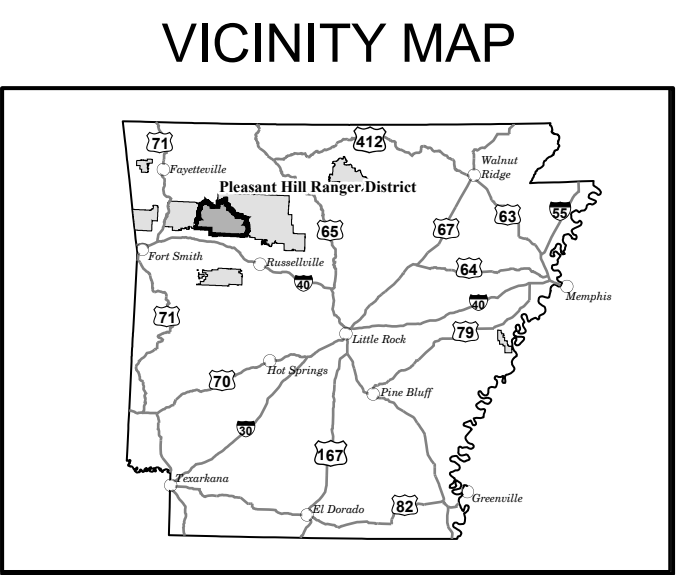 VICINITY MAP
71
412
Walnut
Ridge
Fayetteville
Pleasant Hill Ranger District
63
55
65
67
Fort Smith
Russellville
64
40
40
Memphis
71
79
Little Rock
Hot Springs
70
Pine Bluff
30
167
Texarkana
Greenville
82
El Dorado